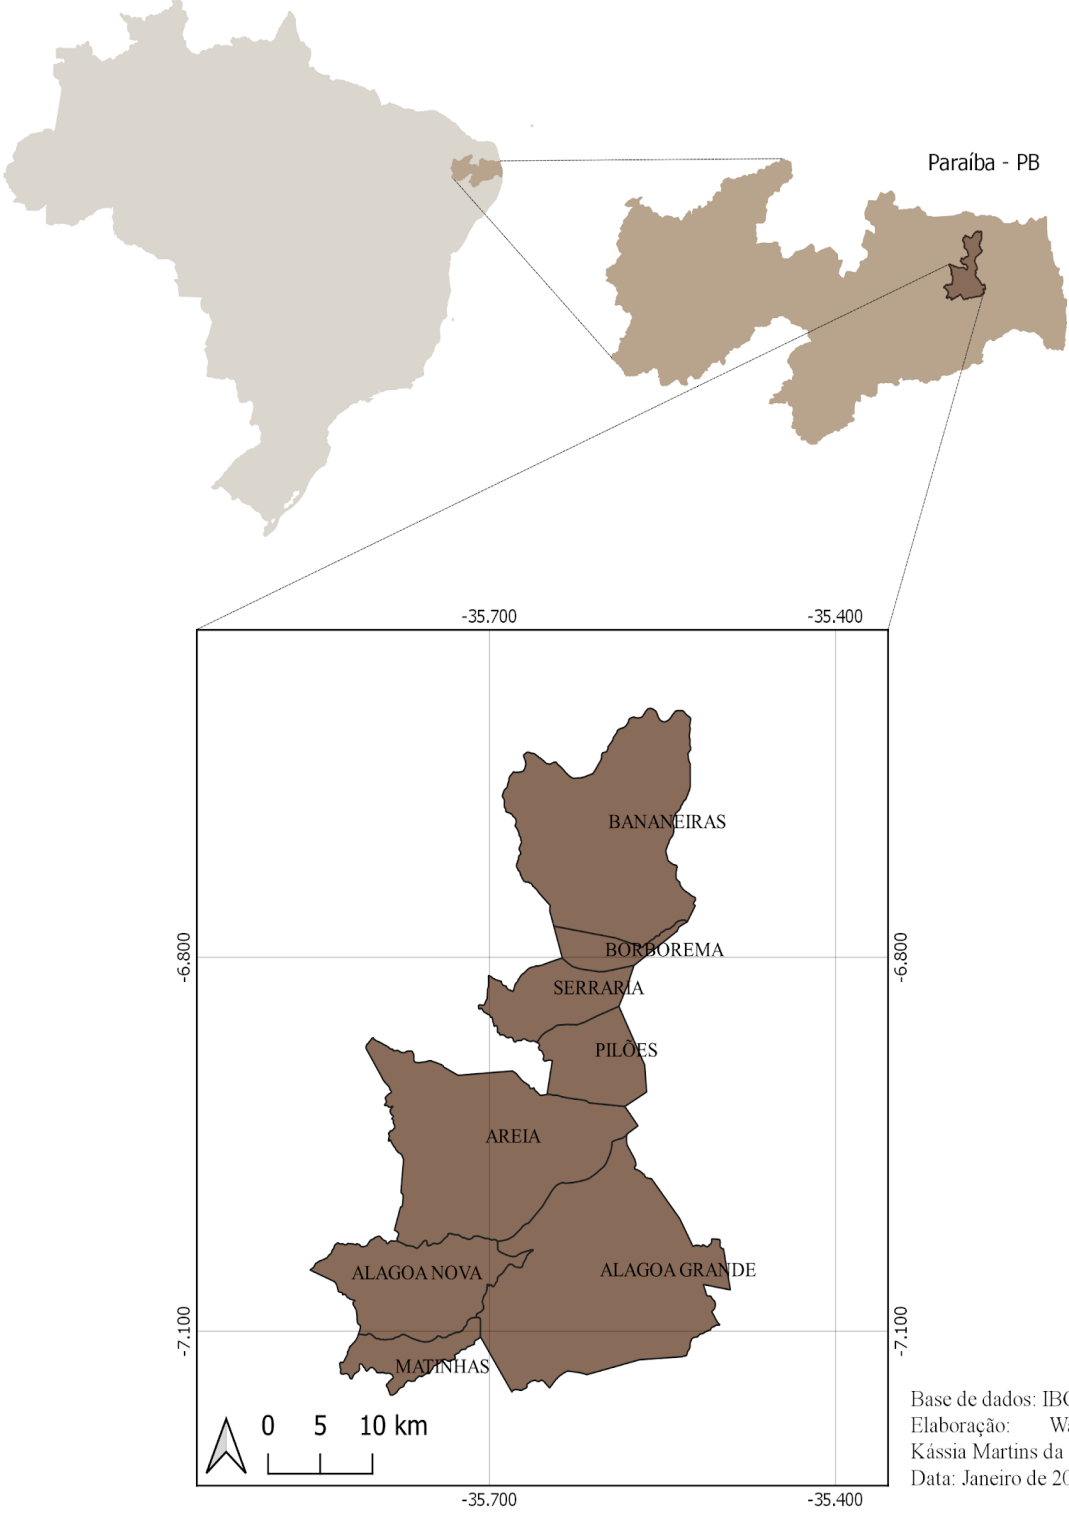 Paraíba - PB
-35.700
-35.400
BANANEIRAS
-6.800
BORBOREMA
-6.800
SERRARIA
PILÕES
AREIA
ALAGOA NOVA
ALAGOA GRANDE
-7.100
-7.100
MATINHAS
0 5 10 km
Base de dados:
Elaboração:
Kássia Martins da
Data: Janeiro de
-35.700
-35.400